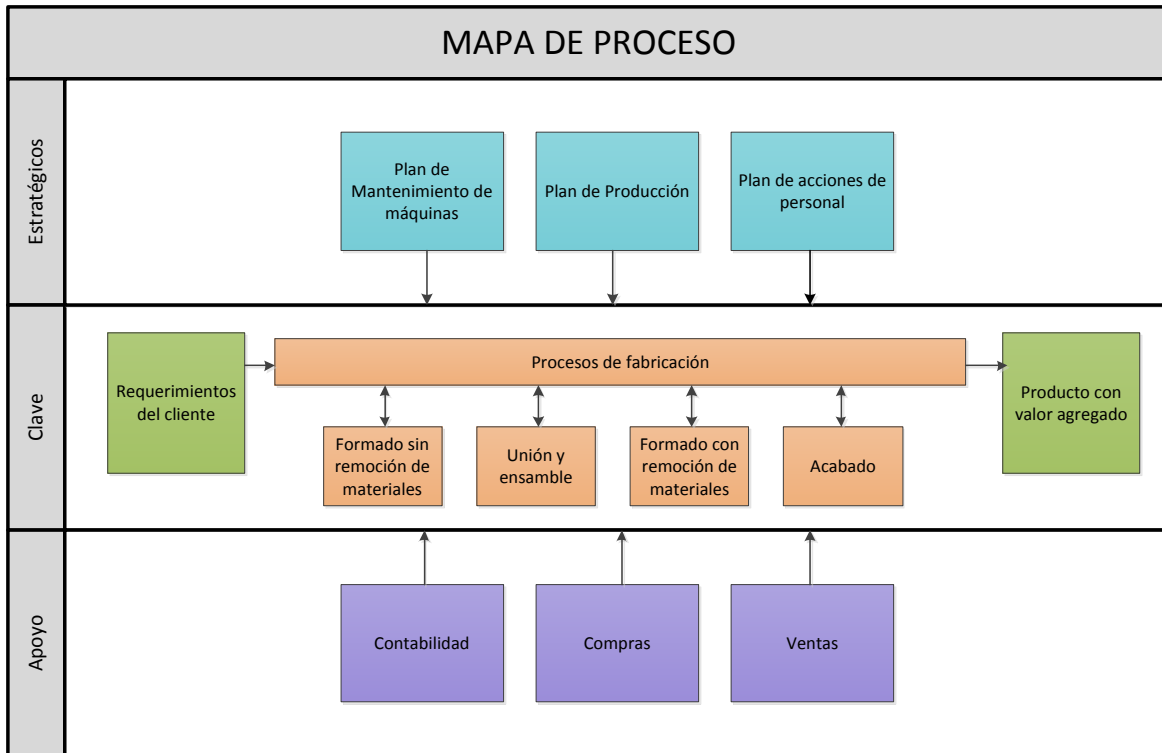 MAPA DE PROCESO
Estratégicos
Plan de
Mantenimiento de
máquinas
Plan de Producción
Plan de acciones de
personal
Clave
Requerimientos
del cliente
Procesos de fabricación
Producto con
valor agregado
Formado sin
remoción de
materiales
Unión y
ensamble
Formado con
remoción de
materiales
Acabado
Apoyo
Contabilidad
Compras
Ventas